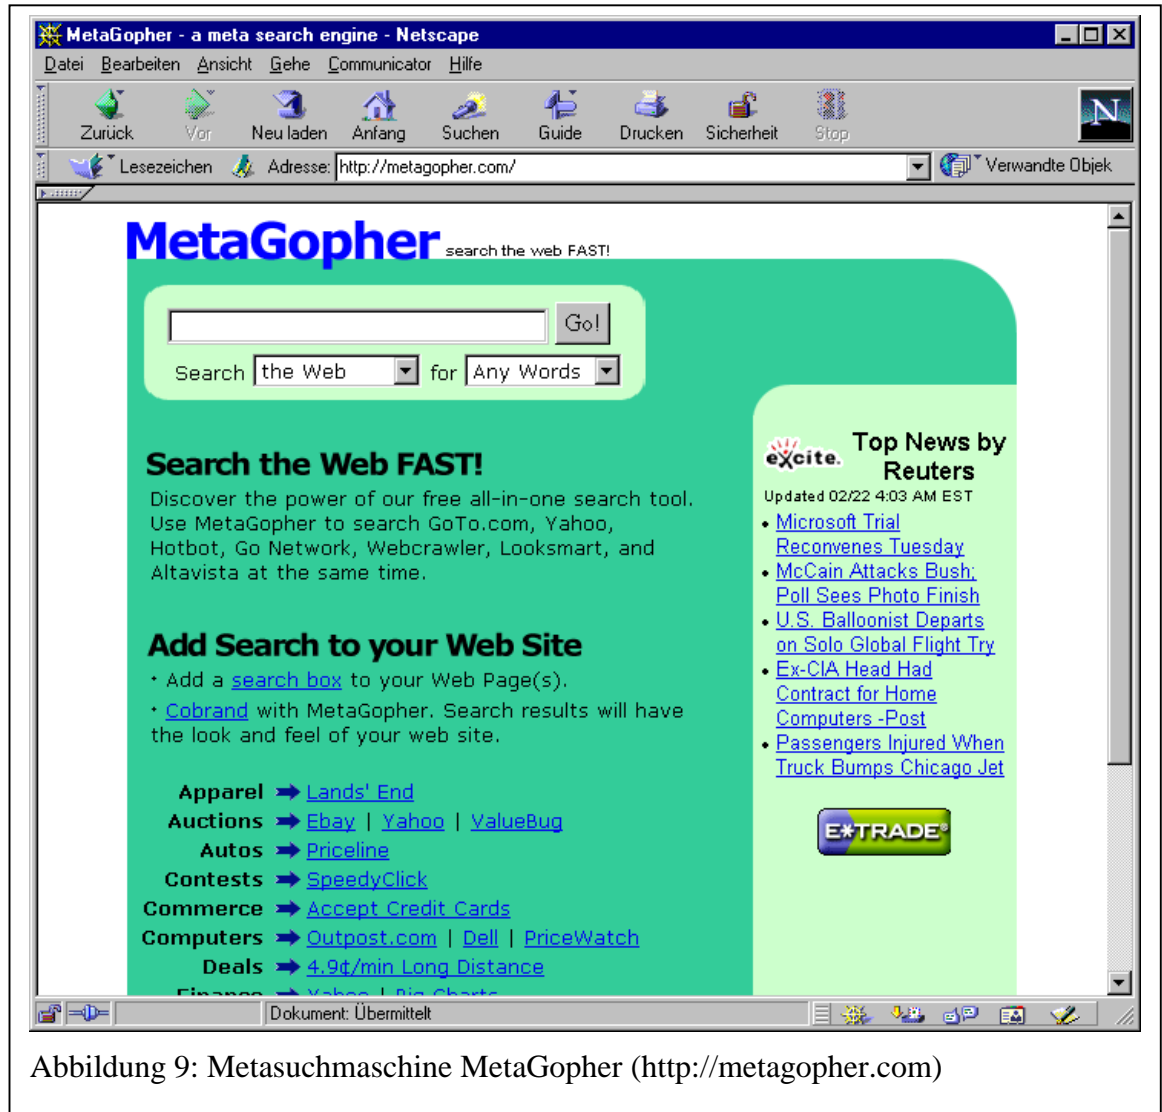 MetaGopher - a meta search engine - Netscape
Datei Bearbeiten Ansicht Gehe Communicator Hilfe
Zurück Vor Neu laden Anfang Suchen Guide Drucken Sicherheit Stop
N
Lesezeichen Adresse: http://metagopher.com/ Verwandte Objek
MetaGopher search the web FAST!
Go!
Search the Web for Any Words
Search the Web FAST!
Discover the power of our free all-in-one search tool.
Use MetaGopher to search GoTo.com, Yahoo,
Hotbot, Go Network, Webcrawler, Looksmart, and
Altavista at the same time.
Add Search to your Web Site
• Add a search box to your Web Page(s).
• Cobrand with MetaGopher. Search results will have
the look and feel of your web site.
Apparel Lands' End
Auctions Ebay | Yahoo | ValueBug
Autos Priceline
Contests SpeedyClick
Commerce Accept Credit Cards
Computers Outpost.com | Dell | PriceWatch
Deals 4.9¢/min Long Distance
Finance Yahoo | Big Charts
excite.
Top News by
Reuters
Updated 02/22 4:03 AM EST
• Microsoft Trial
Reconvenes Tuesday
• McCain Attacks Bush;
Poll Sees Photo Finish
• U.S. Balloonist Departs
on Solo Global Flight Try
• Ex-CIA Head Had
Contract for Home
Computers -Post
• Passengers Injured When
Truck Bumps Chicago Jet
E*TRADE®
Dokument: Übermittelt
Abbildung 9: Metasuchmaschine MetaGopher (http://metagopher.com)